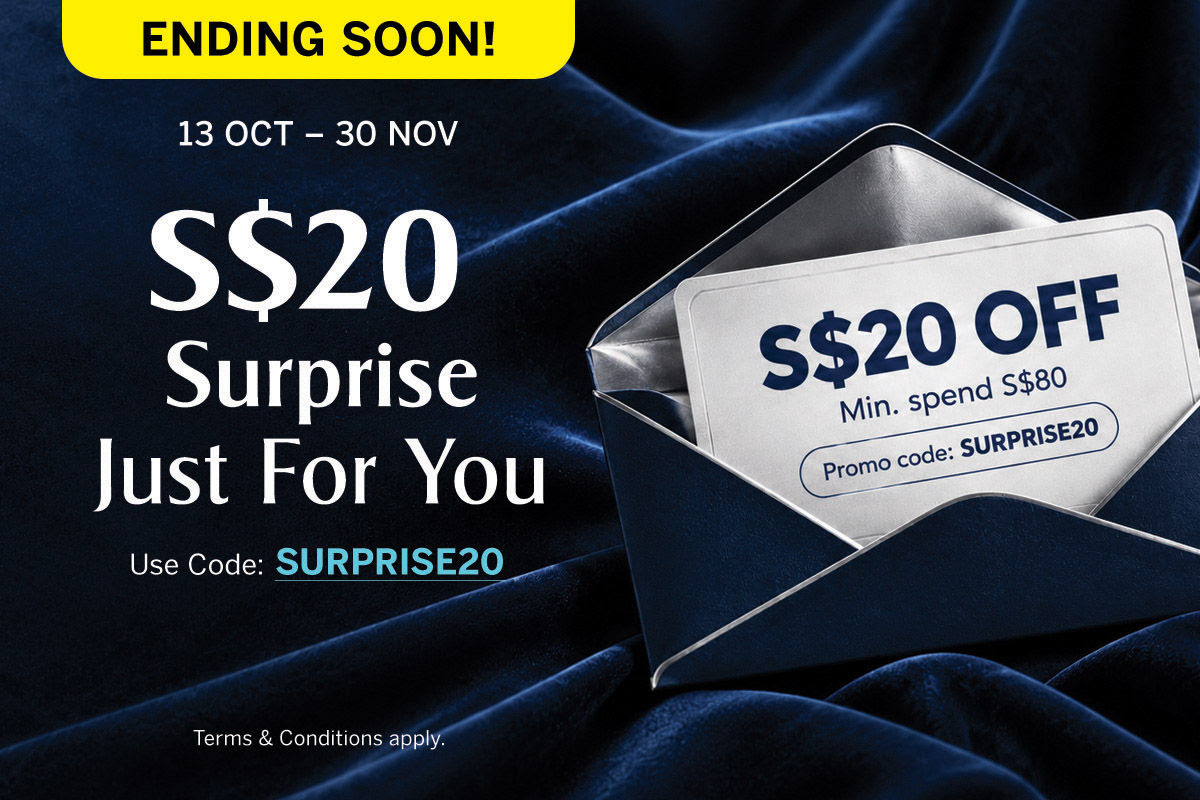 ENDING SOON!
13 OCT – 30 NOV
S$20
Surprise
Just For You
Use Code: SURPRISE20
Terms & Conditions apply.
S$20 OFF
Min. spend S$80
Promo code: SURPRISE20